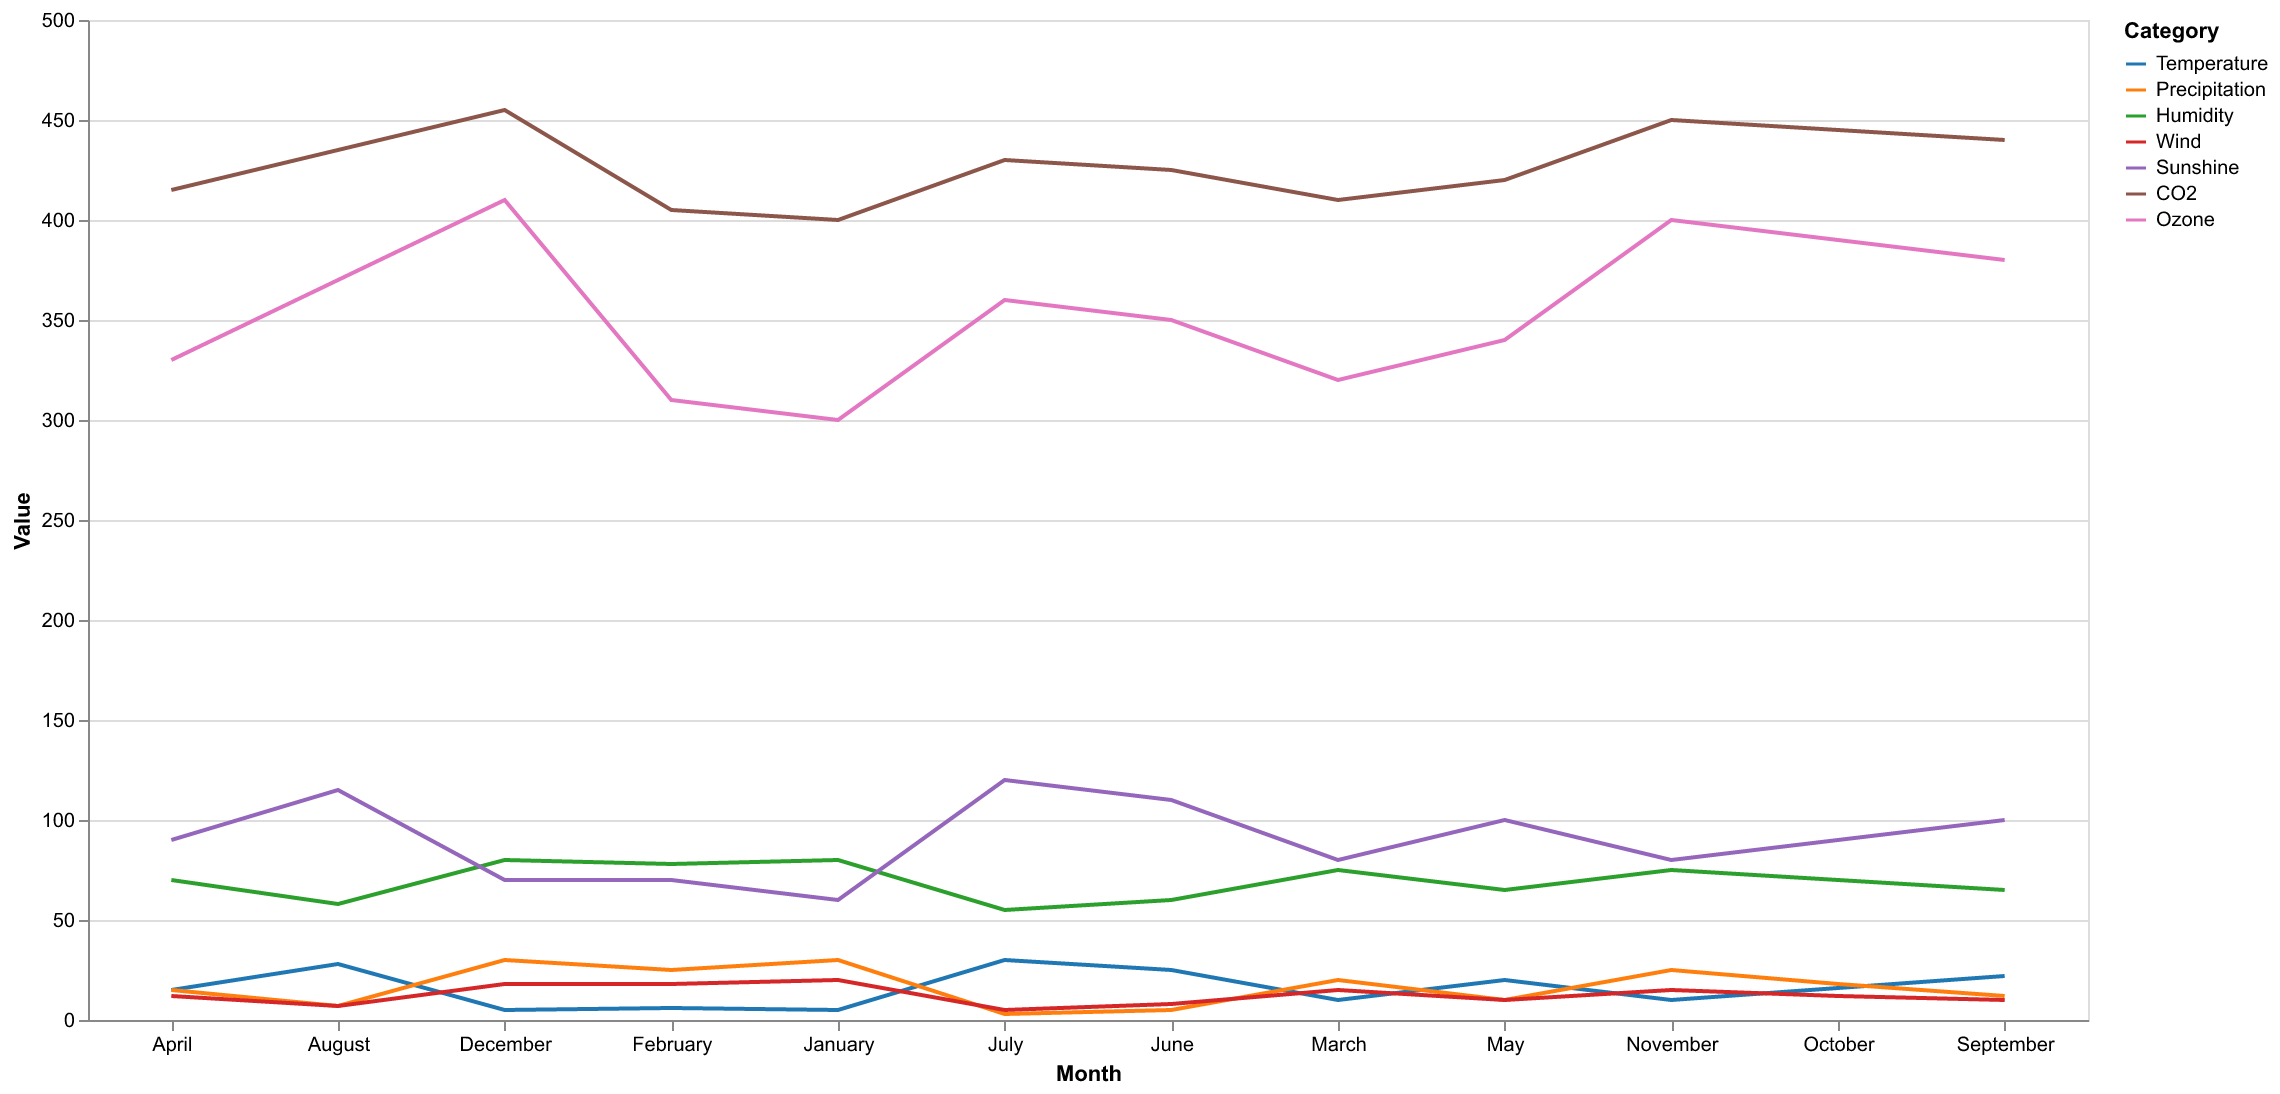 500
450
400
350
300
250
200
150
100
50
0
Value
April August December February January July June March May November October September
Month
Category
Temperature
Precipitation
Humidity
Wind
Sunshine
CO2
Ozone